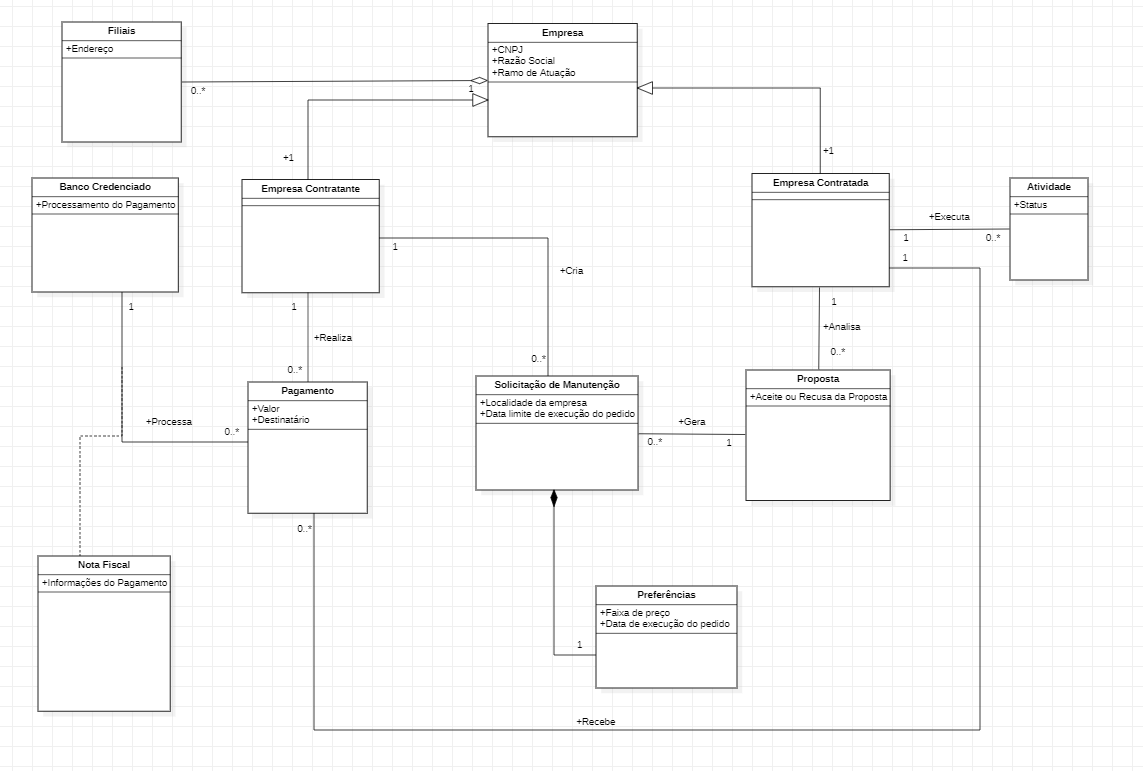 Filiais
+Endereço
Empresa
+CNPJ
+Razão Social
+Ramo de Atuação
0..*
1
+1
+1
Banco Credenciado
+Processamento do Pagamento
Empresa Contratante
Empresa Contratada
Atividade
+Status
+Executa
1
0..*
1
1
+Cria
1
1
+Realiza
0..*
1
+Analisa
0..*
0..*
Pagamento
+Valor
+Destinatário
Solicitação de Manutenção
+Localidade da empresa
+Data limite de execução do pedido
Proposta
+Aceite ou Recusa da Proposta
+Processa
0..*
+Gera
0..*
1
0..*
Nota Fiscal
+Informações do Pagamento
Preferências
+Faixa de preço
+Data de execução do pedido
1
+Recebe